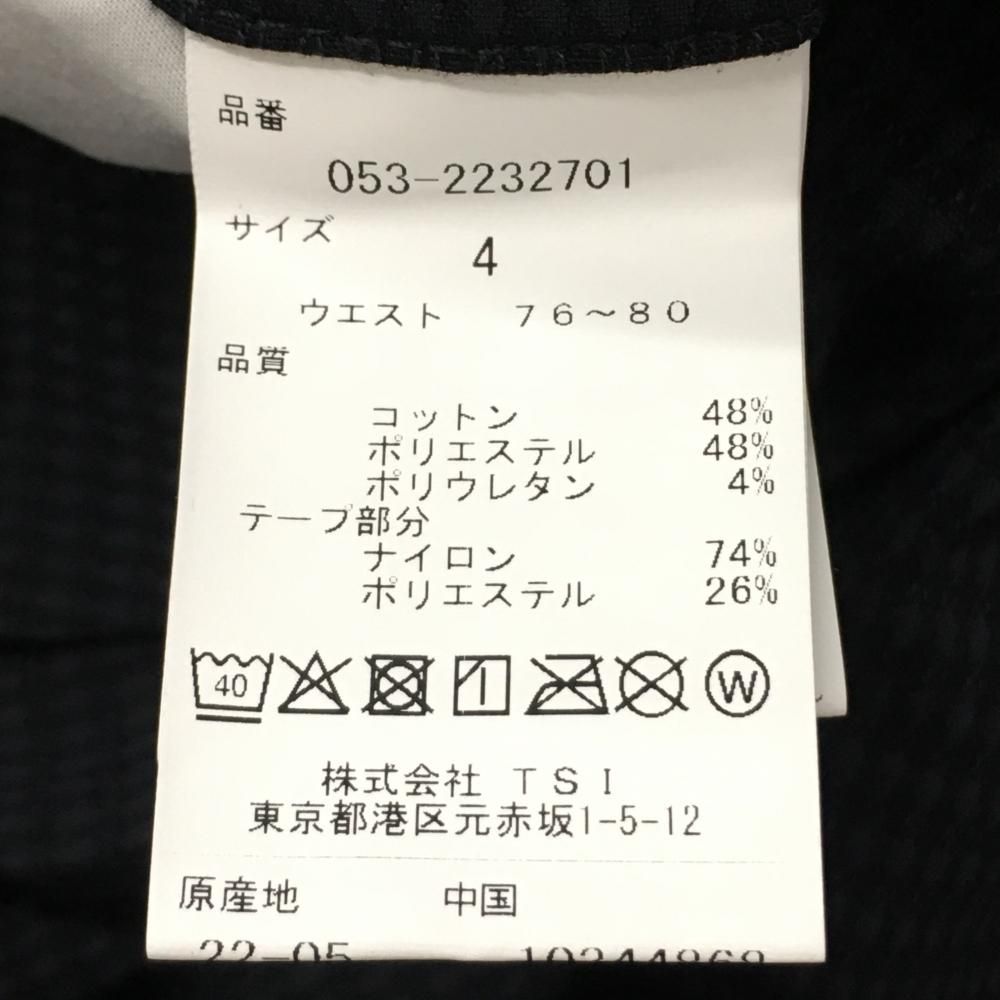 品番
053-2232701
サイズ
4
ウエスト 76~80
品質
コットン 48%
ポリエステル 48%
ポリウレタン 4%
テープ部分
ナイロン 74%
ポリエステル 26%
40
W
株式会社 TSI
東京都港区元赤坂1-5-12
原産地 中国
22-05 10244868